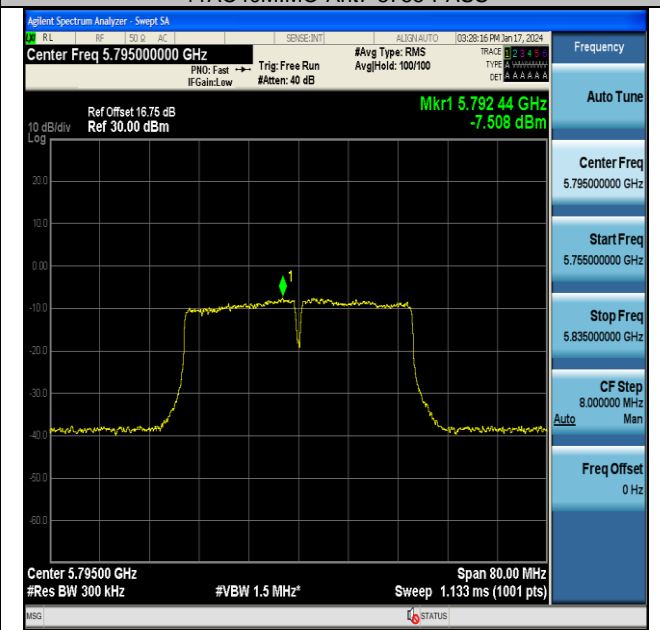 Agilent Spectrum Analyzer - Swept SA
RL RF 50 Ω AC SENSE:INT ALIGN AUTO 03:28:16 PM Jan 17, 2024
Center Freq 5.795000000 GHz
PNO: Fast
IFGain:Low
Trig: Free Run
#Atten: 40 dB
#Avg Type: RMS
Avg|Hold: 100/100
TRACE 1 2 3 4 5 6
TYPE A WWWWW
DET A A A A A A
Ref Offset 16.75 dB
10 dB/div Ref 30.00 dBm
Log
Mkr1 5.792 44 GHz
-7.508 dBm
20.0
10.0
0.00
-10.0
-20.0
-30.0
-40.0
-50.0
-60.0
1
Center 5.79500 GHz Span 80.00 MHz
#Res BW 300 kHz #VBW 1.5 MHz* Sweep 1.133 ms (1001 pts)
MSG STATUS
Frequency
Auto Tune
Center Freq
5.795000000 GHz
Start Freq
5.755000000 GHz
Stop Freq
5.835000000 GHz
CF Step
8.000000 MHz
Auto Man
Freq Offset
0 Hz